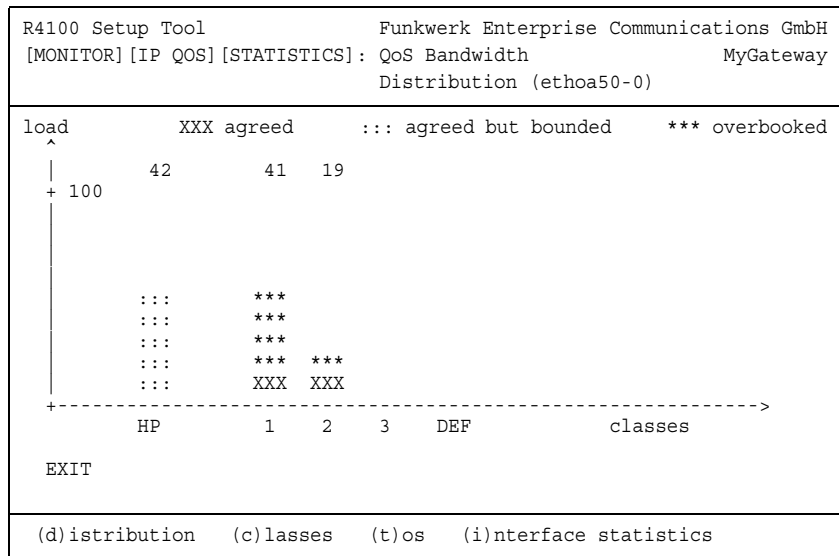 R4100 Setup Tool Funkwerk Enterprise Communications GmbH
[MONITOR][IP QOS][STATISTICS]: QoS Bandwidth MyGateway
Distribution (ethoa50-0)
load XXX agreed ::: agreed but bounded *** overbooked
^
| 42 41 19
+ 100
|
|
|
|
| ::: ***
| ::: ***
| ::: ***
| ::: *** ***
| ::: XXX XXX
+------------------------------------------------------------->
HP 1 2 3 DEF classes
EXIT
(d)istribution (c)lasses (t)os (i)nterface statistics